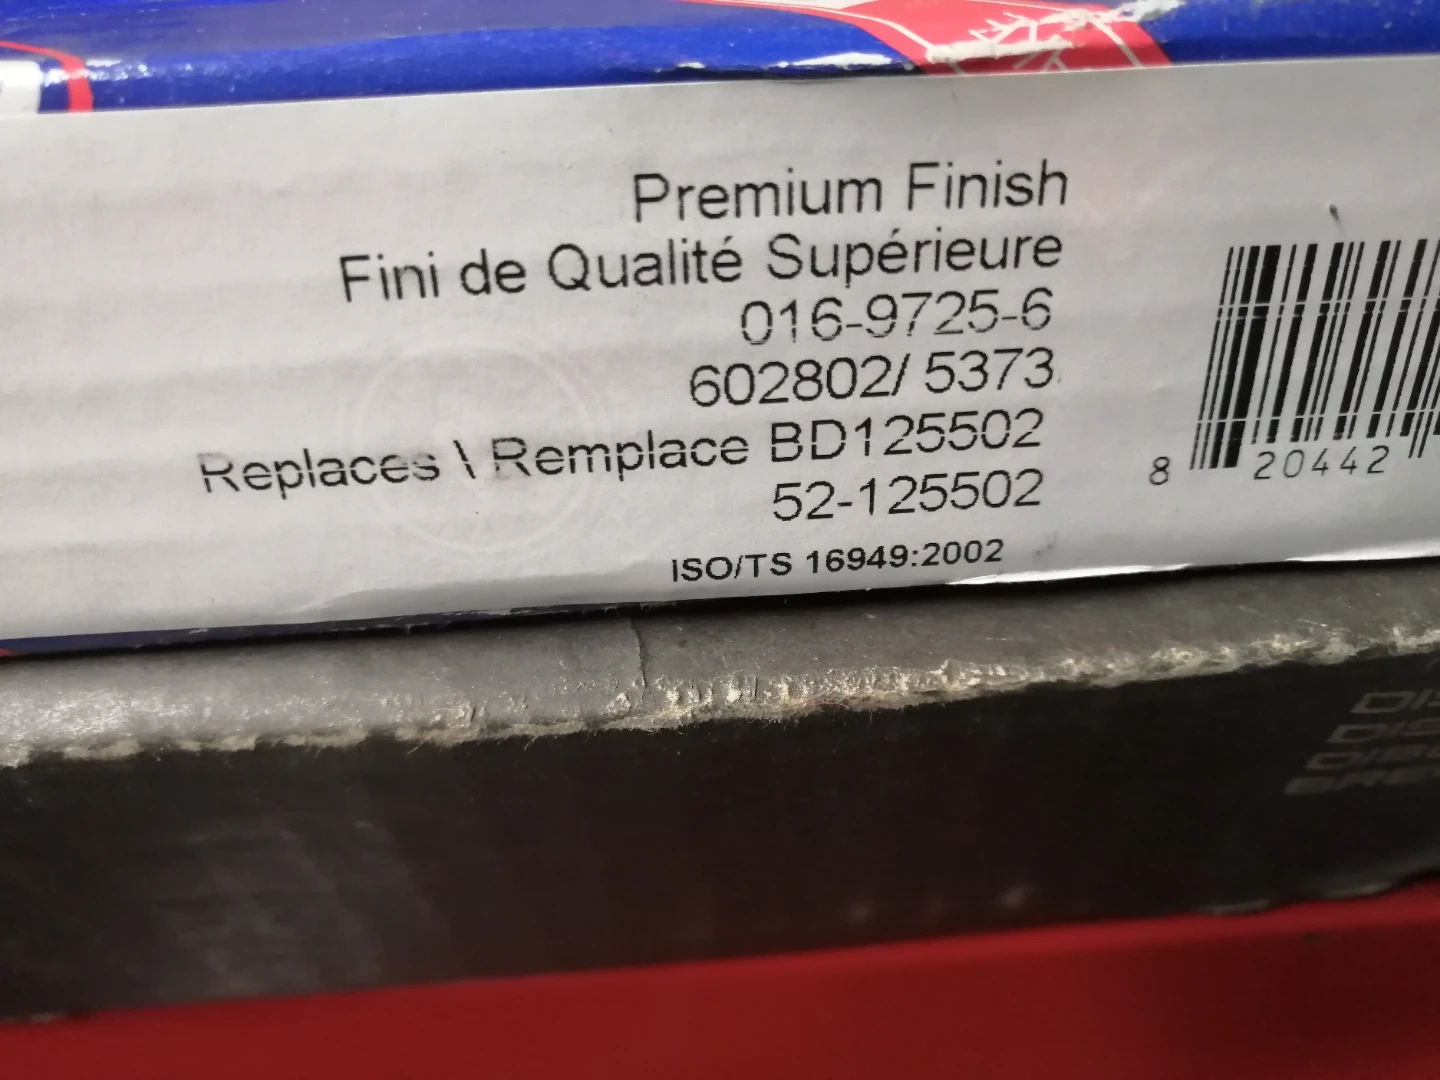 Premium Finish
Fini de Qualité Supérieure
016-9725-6
602802/ 5373
Replaces \ Remplace BD125502
52-125502
ISO/TS 16949:2002
8 20442